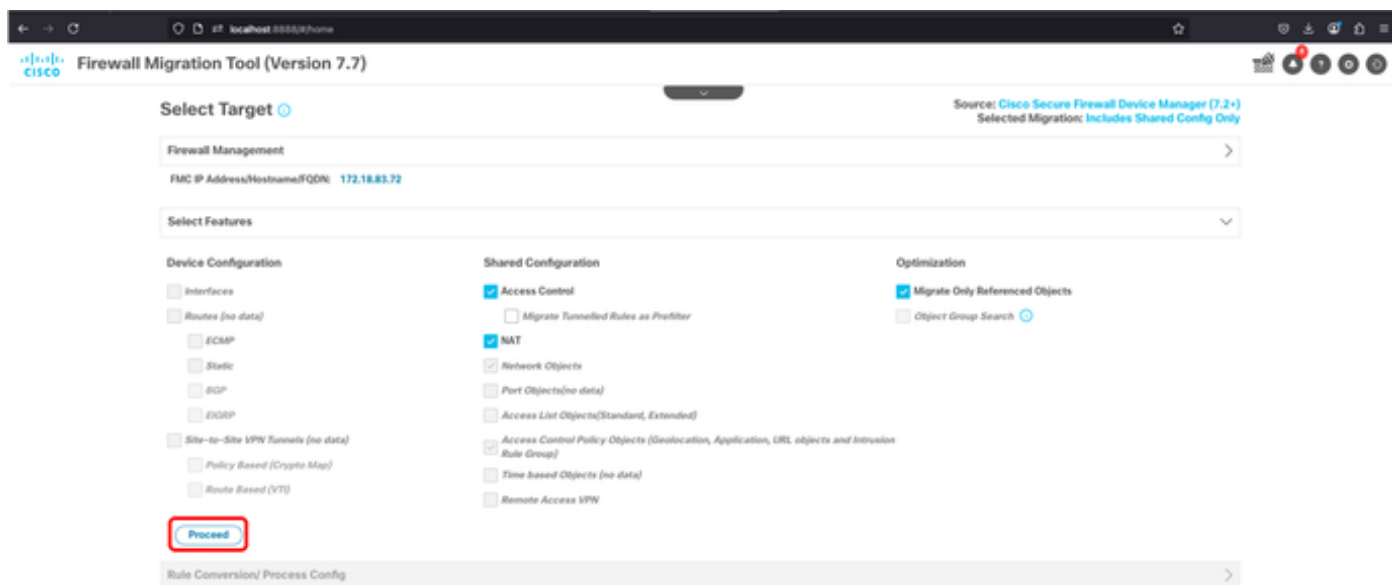 localhost:8888/#/home
CISCO
Firewall Migration Tool (Version 7.7)
Select Target
Source: Cisco Secure Firewall Device Manager (7.2+)
Selected Migration: Includes Shared Config Only
Firewall Management
FMC IP Address/Hostname/FQDN: 172.18.83.72
Select Features
Device Configuration
Interfaces
Routes (no data)
ECMP
Static
BGP
EIGRP
Site-to-Site VPN Tunnels (no data)
Policy Based (Crypto Map)
Route Based (VTI)
Shared Configuration
Access Control
Migrate Tunnelled Rules as Prefilter
NAT
Network Objects
Port Objects(no data)
Access List Objects(Standard, Extended)
Access Control Policy Objects (Geolocation, Application, URL objects and Intrusion
Rule Group)
Time based Objects (no data)
Remote Access VPN
Optimization
Migrate Only Referenced Objects
Object Group Search
Proceed
Rule Conversion/ Process Config